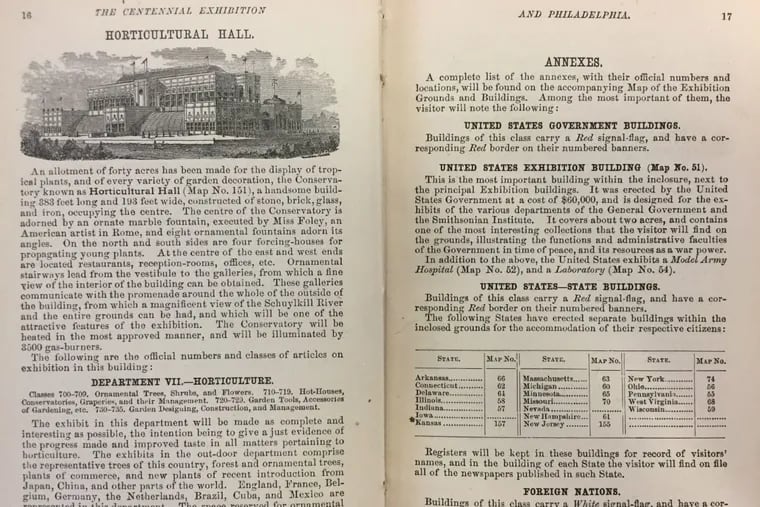 16
THE CENTENNIAL EXHIBITION
HORTICULTURAL HALL.
An allotment of forty acres has been made for the display of trop-
ical plants, and of every variety of garden decoration, the Conserva-
tory known as Horticultural Hall (Map No. 151), a handsome build-
ing 383 feet long and 193 feet wide, constructed of stone, brick, glass,
and iron, occupying the centre. The centre of the Conservatory is
adorned by an ornate marble fountain, executed by Miss Foley, an
American artist in Rome, and eight ornamental fountains adorn its
angles. On the north and south sides are four forcing-houses for
propagating young plants. At the centre of the east and west ends
are located restaurants, reception-rooms, offices, etc. Ornamental
stairways lead from the vestibule to the galleries, from which a fine
view of the interior of the building can be obtained. These galleries
communicate with the promenade around the whole of the outside of
the building, from which a magnificent view of the Schuylkill River
and the entire grounds can be had, and which will be one of the
attractive features of the exhibition. The Conservatory will be
heated in the most approved manner, and will be illuminated by
3500 gas-burners.
The following are the official numbers and classes of articles on
exhibition in this building:
DEPARTMENT VII.—HORTICULTURE.
Classes 700-709. Ornamental Trees, Shrubs, and Flowers. 710-719. Hot-Houses,
Conservatories, Graperies, and their Management. 720-729. Garden Tools, Accessories
of Gardening, etc. 730-735. Garden Designing, Construction, and Management.
The exhibit in this department will be made as complete and
interesting as possible, the intention being to give a just evidence of
the progress made and improved taste in all matters pertaining to
horticulture. The exhibits in the out-door department comprise
the representative trees of this country, forest and ornamental trees,
plants of commerce, and new plants of recent introduction from
Japan, China, and other parts of the world. England, France, Bel-
gium, Germany, the Netherlands, Brazil, Cuba, and Mexico are
represented in this department. The space reserved for ornamental
AND PHILADELPHIA.
17
ANNEXES.
A complete list of the annexes, with their official numbers and
locations, will be found on the accompanying Map of the Exhibition
Grounds and Buildings. Among the most important of them, the
visitor will note the following:
UNITED STATES GOVERNMENT BUILDINGS.
Buildings of this class carry a Red signal-flag, and have a cor-
responding Red border on their numbered banners.
UNITED STATES EXHIBITION BUILDING (Map No. 51).
This is the most important building within the inclosure, next to
the principal Exhibition buildings. It was erected by the United
States Government at a cost of $60,000, and is designed for the ex-
hibits of the various departments of the General Government and
the Smithsonian Institute. It covers about two acres, and contains
one of the most interesting collections that the visitor will find on
the grounds, illustrating the functions and administrative faculties
of the Government in time of peace, and its resources as a war power.
In addition to the above, the United States exhibits a Model Army
Hospital (Map No. 52), and a Laboratory (Map No. 54).
UNITED STATES—STATE BUILDINGS.
Buildings of this class carry a Red signal-flag, and have a cor-
responding Red border on their numbered banners.
The following States have erected separate buildings within the
inclosed grounds for the accommodation of their respective citizens:
STATE. MAP No. STATE. MAP No. STATE. MAP No.
Arkansas............ 66 Massachusetts..... 63 New York.......... 74
Connecticut......... 62 Michigan............ 60 Ohio................... 56
Delaware............ 61 Minnesota.......... 65 Pennsylvania...... 55
Illinois................ 58 Missouri............. 70 West Virginia...... 68
Indiana............... 57 Nevada............... ......... Wisconsin........... 59
Iowa................... ......... New Hampshire... 61
Kansas............... 157 New Jersey......... 155
Registers will be kept in these buildings for record of visitors'
names, and in the building of each State the visitor will find on file
all of the newspapers published in such State.
FOREIGN NATIONS.
Buildings of this class carry a White signal-flag, and have a cor-